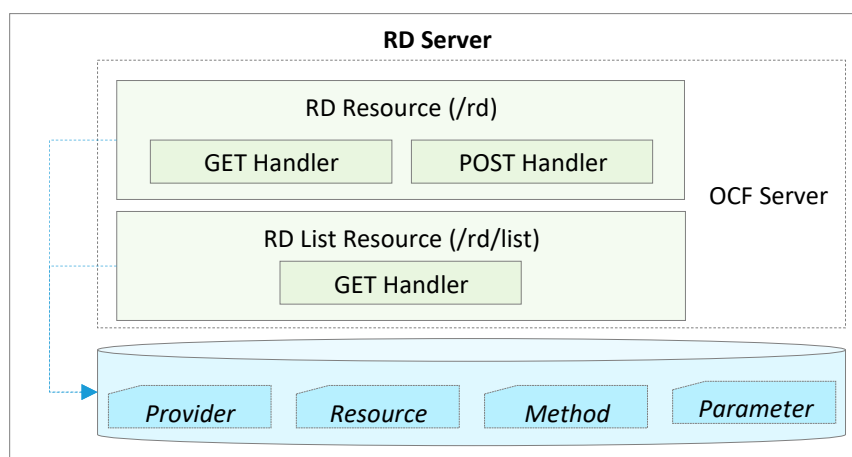 RD Server
RD Resource (/rd)
GET Handler
POST Handler
OCF Server
RD List Resource (/rd/list)
GET Handler
Provider
Resource
Method
Parameter